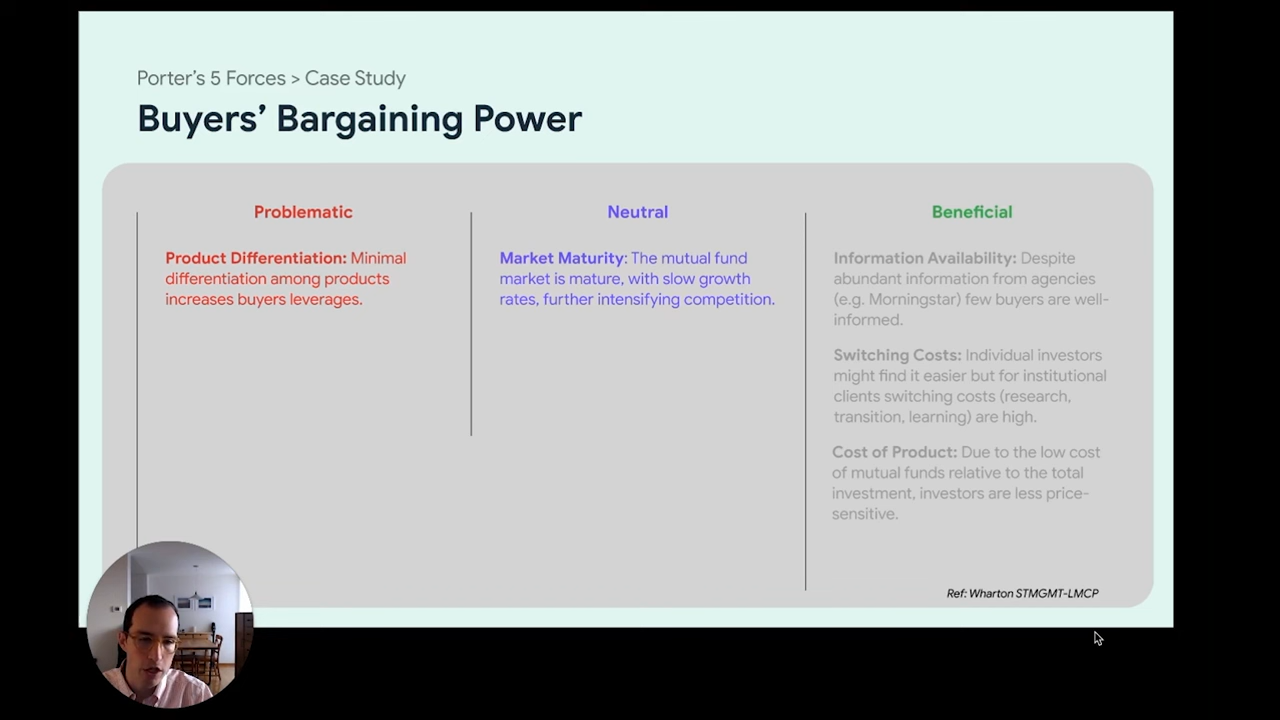 Porter's 5 Forces > Case Study
Buyers' Bargaining Power
Problematic
Product Differentiation: Minimal
differentiation among products
increases buyers leverages.
Neutral
Market Maturity: The mutual fund
market is mature, with slow growth
rates, further intensifying competition.
Beneficial
Information Availability: Despite
abundant information from agencies
(e.g. Morningstar) few buyers are well-
informed.
Switching Costs: Individual investors
might find it easier but for institutional
clients switching costs (research,
transition, learning) are high.
Cost of Product: Due to the low cost
of mutual funds relative to the total
investment, investors are less price-
sensitive.
Ref: Wharton STMGMT-LMCP